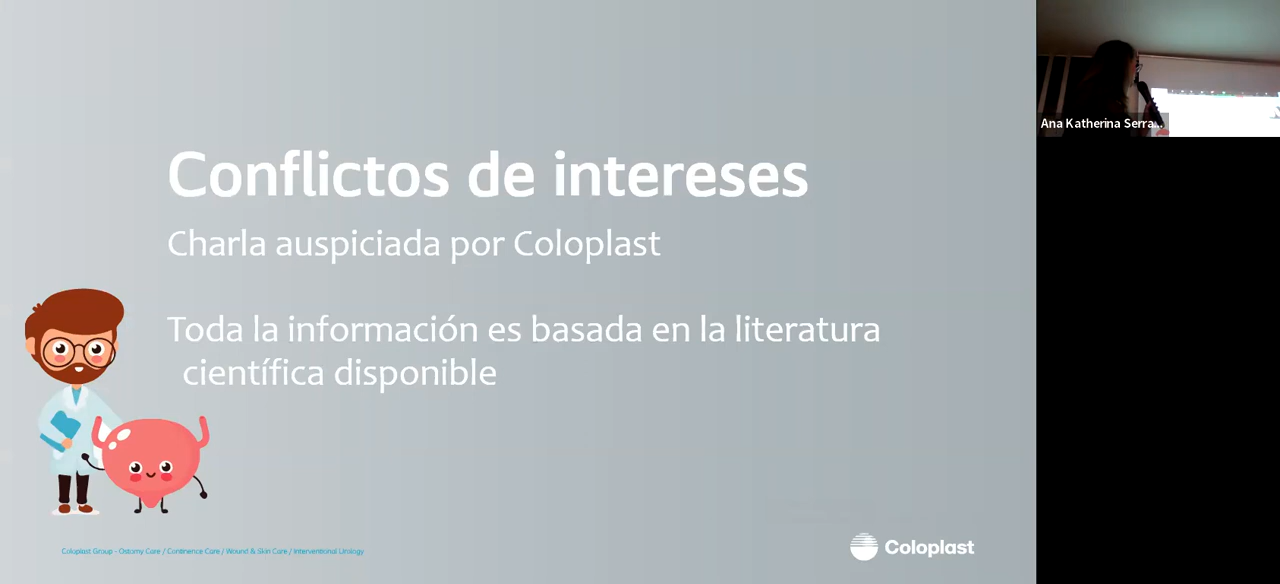 Conflictos de intereses
Charla auspiciada por Coloplast
Toda la información es basada en la literatura
científica disponible
Coloplast Group - Ostomy Care / Continence Care / Wound & Skin Care / Interventional Urology
Coloplast
Ana Katherina Serra...